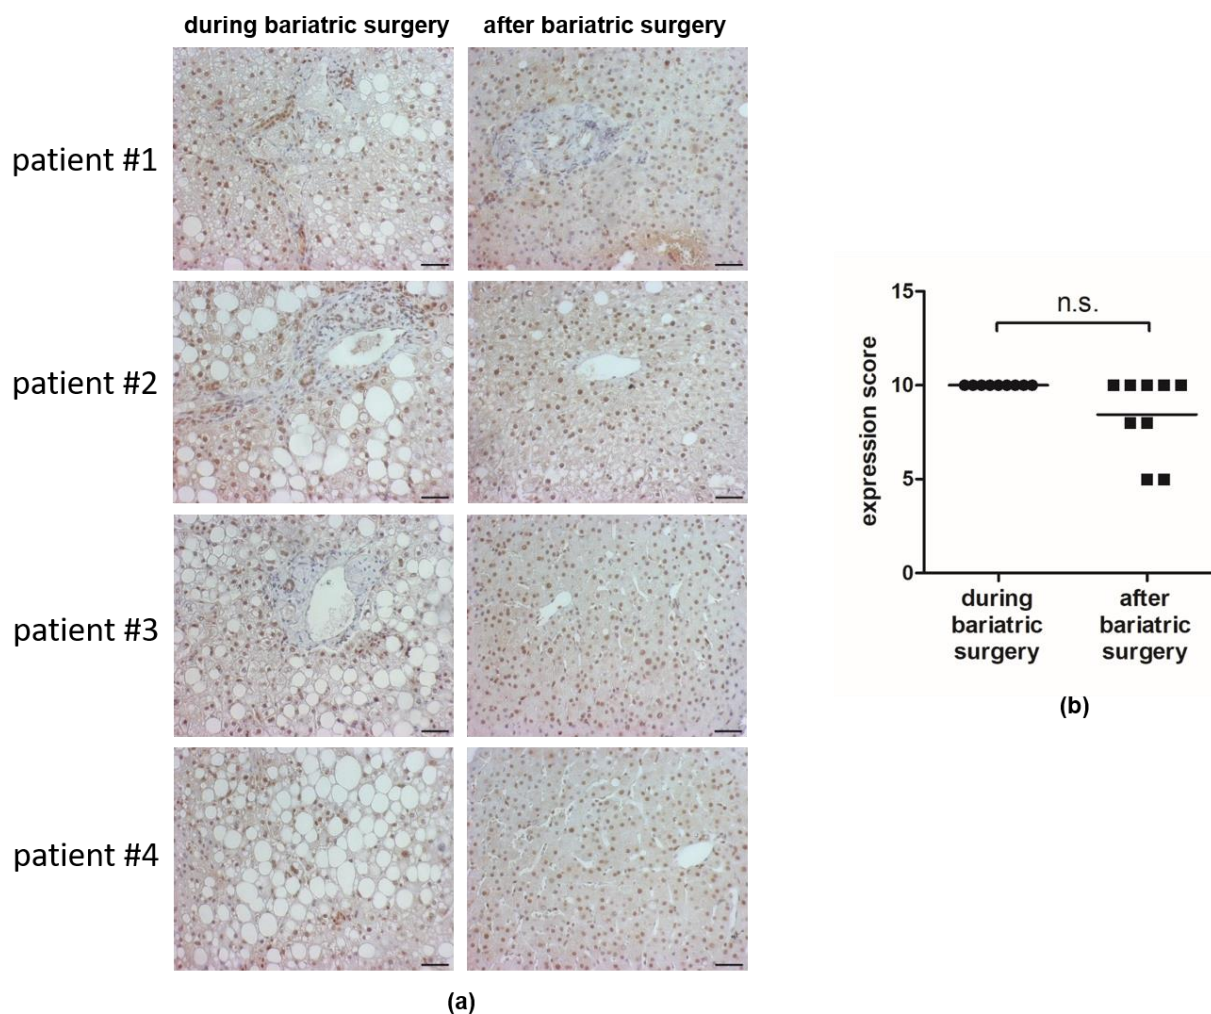 during bariatric surgery
after bariatric surgery
patient #1
patient #2
patient #3
patient #4
(a)
15
10
5
0
expression score
n.s.
during
bariatric
surgery
after
bariatric
surgery
(b)